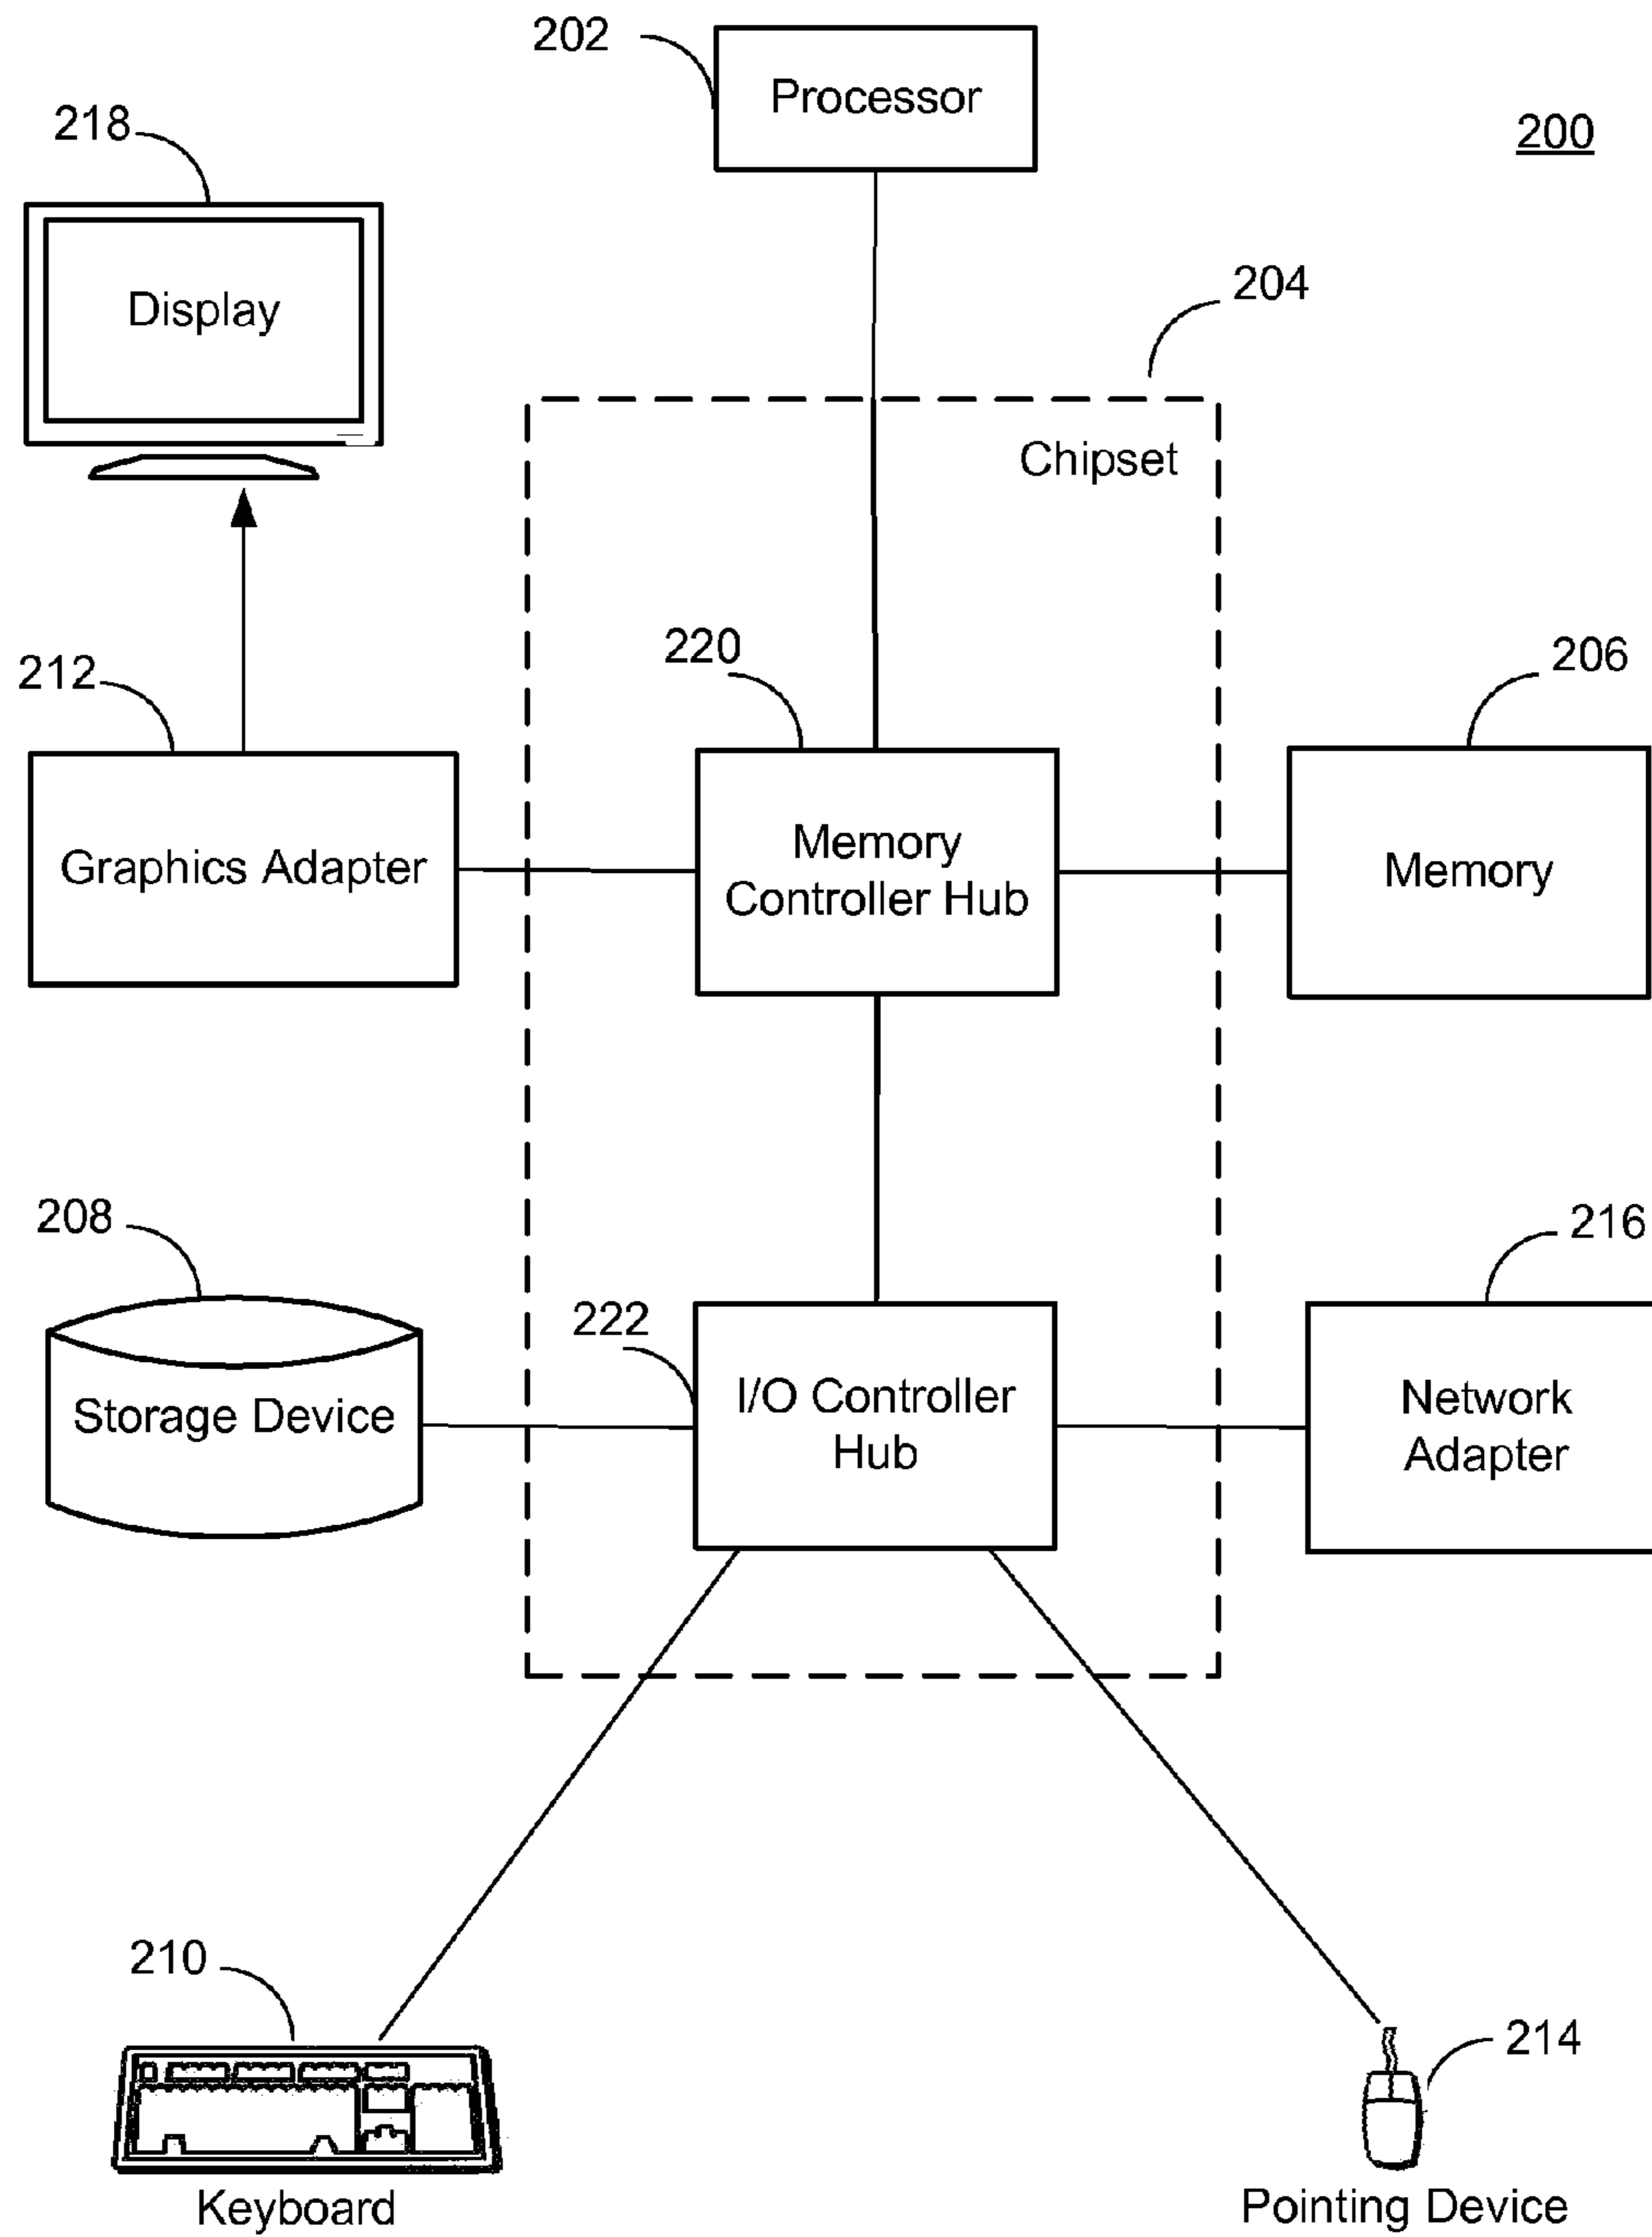 202
Processor
200
218
Display
204
Chipset
212
220
206
Graphics Adapter
Memory
Controller Hub
Memory
208
216
222
Storage Device
I/O Controller
Hub
Network
Adapter
210
214
Keyboard
Pointing Device